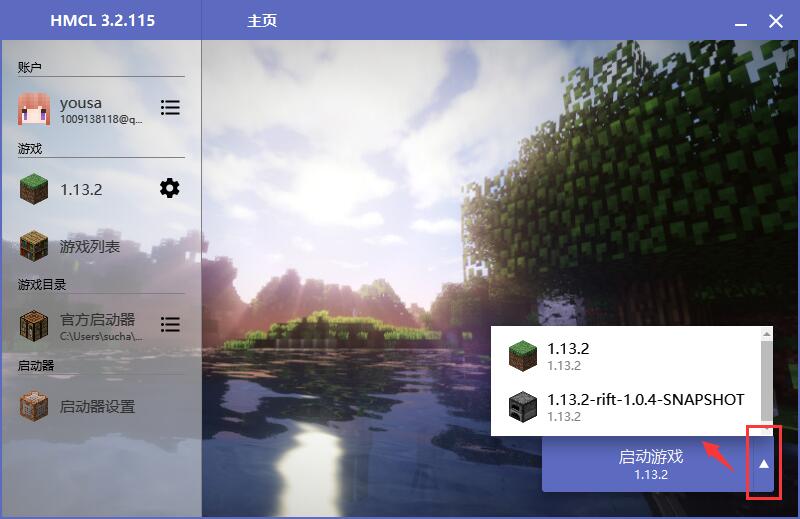 HMCL 3.2.115
主页
账户
yousa
1009138118@q...
游戏
1.13.2
游戏列表
游戏目录
官方启动器
C:\Users\sucha\...
启动器
启动器设置
1.13.2
1.13.2
1.13.2-rift-1.0.4-SNAPSHOT
1.13.2
启动游戏
1.13.2